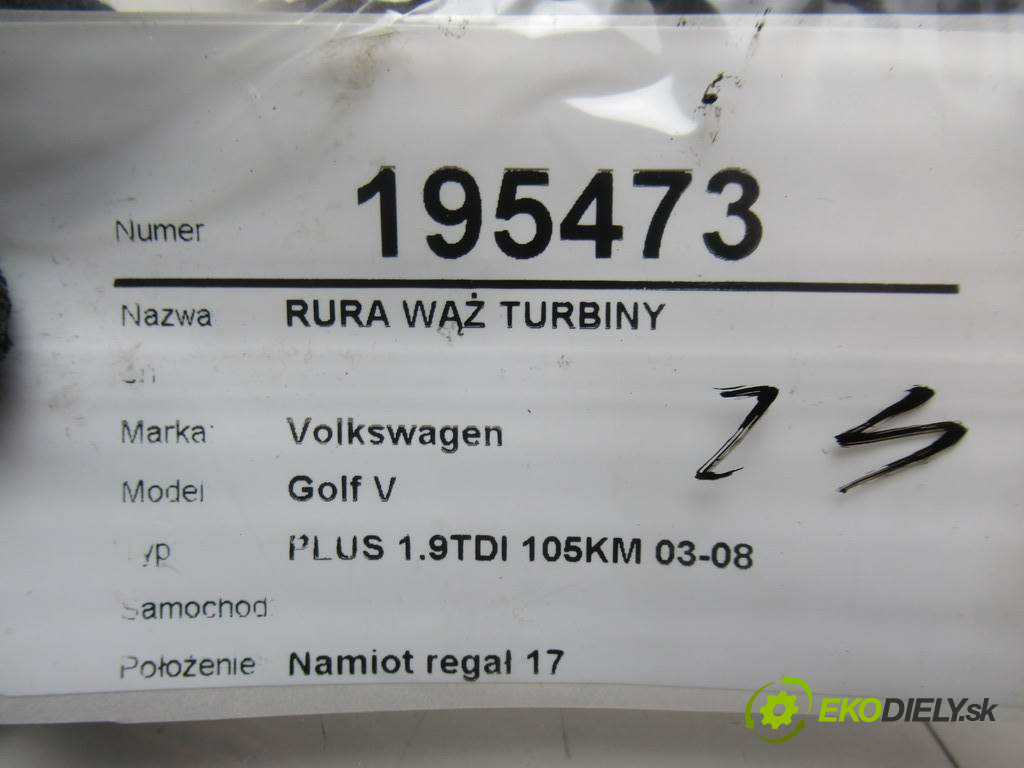 Numer 195473
Nazwa RURA WĄŻ TURBINY
Marka: Volkswagen
Model Golf V
Typ PLUS 1.9TDI 105KM 03-08
Samochod:
Położenie: Namiot regał 17
EKODIELY.sk